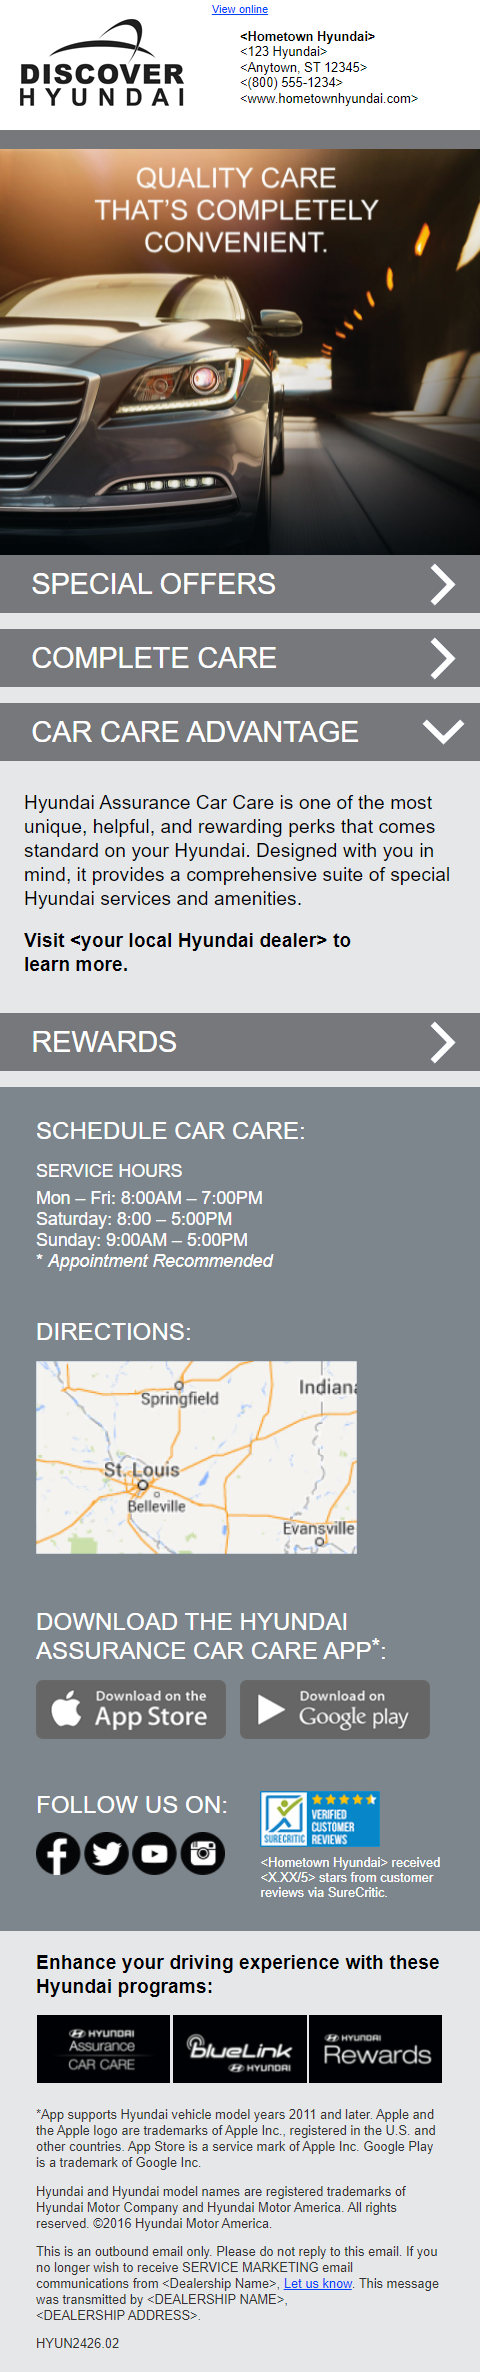 View online
DISCOVER
HYUNDAI
<Hometown Hyundai>
<123 Hyundai>
<Anytown, ST 12345>
<(800) 555-1234>
<www.hometownhyundai.com>
QUALITY CARE
THAT'S COMPLETELY
CONVENIENT.
SPECIAL OFFERS
COMPLETE CARE
CAR CARE ADVANTAGE
Hyundai Assurance Car Care is one of the most
unique, helpful, and rewarding perks that comes
standard on your Hyundai. Designed with you in
mind, it provides a comprehensive suite of special
Hyundai services and amenities.
Visit <your local Hyundai dealer> to
learn more.
REWARDS
SCHEDULE CAR CARE:
SERVICE HOURS
Mon – Fri: 8:00AM – 7:00PM
Saturday: 8:00 – 5:00PM
Sunday: 9:00AM – 5:00PM
* Appointment Recommended
DIRECTIONS:
Springfield
Indiana
St. Louis
Belleville
Evansville
DOWNLOAD THE HYUNDAI
ASSURANCE CAR CARE APP*:
Download on the
App Store
Download on
Google play
FOLLOW US ON:
SURECRITIC
VERIFIED
CUSTOMER
REVIEWS
<Hometown Hyundai> received
<X.XX/5> stars from customer
reviews via SureCritic.
Enhance your driving experience with these
Hyundai programs:
HYUNDAI
Assurance
CAR CARE
blueLink
HYUNDAI
HYUNDAI
Rewards
*App supports Hyundai vehicle model years 2011 and later. Apple and
the Apple logo are trademarks of Apple Inc., registered in the U.S. and
other countries. App Store is a service mark of Apple Inc. Google Play
is a trademark of Google Inc.
Hyundai and Hyundai model names are registered trademarks of
Hyundai Motor Company and Hyundai Motor America. All rights
reserved. ©2016 Hyundai Motor America.
This is an outbound email only. Please do not reply to this email. If you
no longer wish to receive SERVICE MARKETING email
communications from <Dealership Name>, Let us know. This message
was transmitted by <DEALERSHIP NAME>,
<DEALERSHIP ADDRESS>.
HYUN2426.02